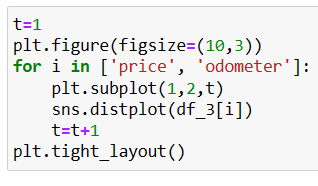 t=1
plt.figure(figsize=(10,3))
for i in ['price', 'odometer']:
    plt.subplot(1,2,t)
    sns.distplot(df_3[i])
    t=t+1
plt.tight_layout()